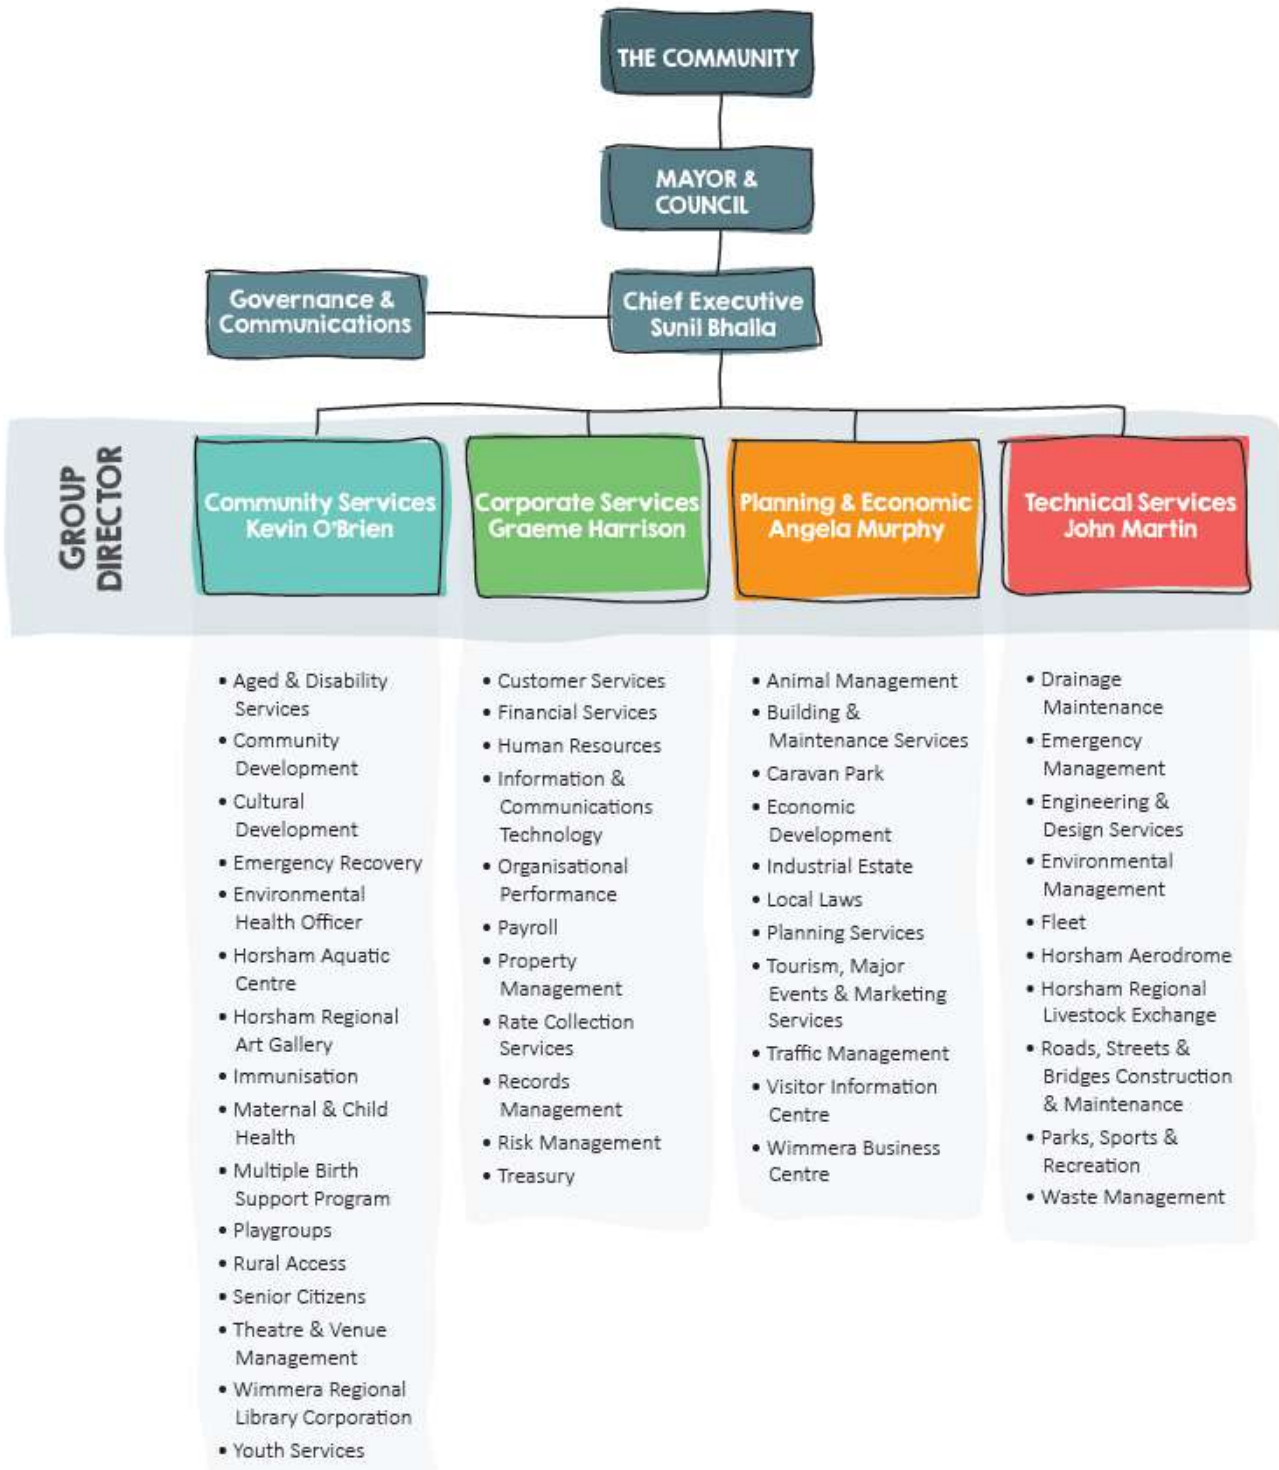 THE COMMUNITY
MAYOR &
COUNCIL
Governance &
Communications
Chief Executive
Sunil Bhalla
GROUP
DIRECTOR
Community Services
Kevin O'Brien
Corporate Services
Graeme Harrison
Planning & Economic
Angela Murphy
Technical Services
John Martin
• Aged & Disability
Services
• Community
Development
• Cultural
Development
• Emergency Recovery
• Environmental
Health Officer
• Horsham Aquatic
Centre
• Horsham Regional
Art Gallery
• Immunisation
• Maternal & Child
Health
• Multiple Birth
Support Program
• Playgroups
• Rural Access
• Senior Citizens
• Theatre & Venue
Management
• Wimmera Regional
Library Corporation
• Youth Services
• Customer Services
• Financial Services
• Human Resources
• Information &
Communications
Technology
• Organisational
Performance
• Payroll
• Property
Management
• Rate Collection
Services
• Records
Management
• Risk Management
• Treasury
• Animal Management
• Building &
Maintenance Services
• Caravan Park
• Economic
Development
• Industrial Estate
• Local Laws
• Planning Services
• Tourism, Major
Events & Marketing
Services
• Traffic Management
• Visitor Information
Centre
• Wimmera Business
Centre
• Drainage
Maintenance
• Emergency
Management
• Engineering &
Design Services
• Environmental
Management
• Fleet
• Horsham Aerodrome
• Horsham Regional
Livestock Exchange
• Roads, Streets &
Bridges Construction
& Maintenance
• Parks, Sports &
Recreation
• Waste Management